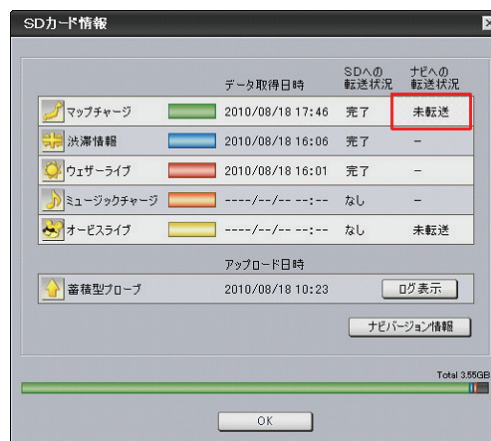 SDカード情報
データ取得日時 SDへの転送状況 ナビへの転送状況
マップチャージ 2010/08/18 17:46 完了 未転送
渋滞情報 2010/08/18 16:06 完了 -
ウェザーライブ 2010/08/18 16:01 完了 -
ミュージックチャージ ----/--/-- --:-- なし -
オービスライブ ----/--/-- --:-- なし 未転送
アップロード日時
蓄積型プローブ 2010/08/18 10:23 ログ表示
ナビバージョン情報
Total 3.55GB
OK